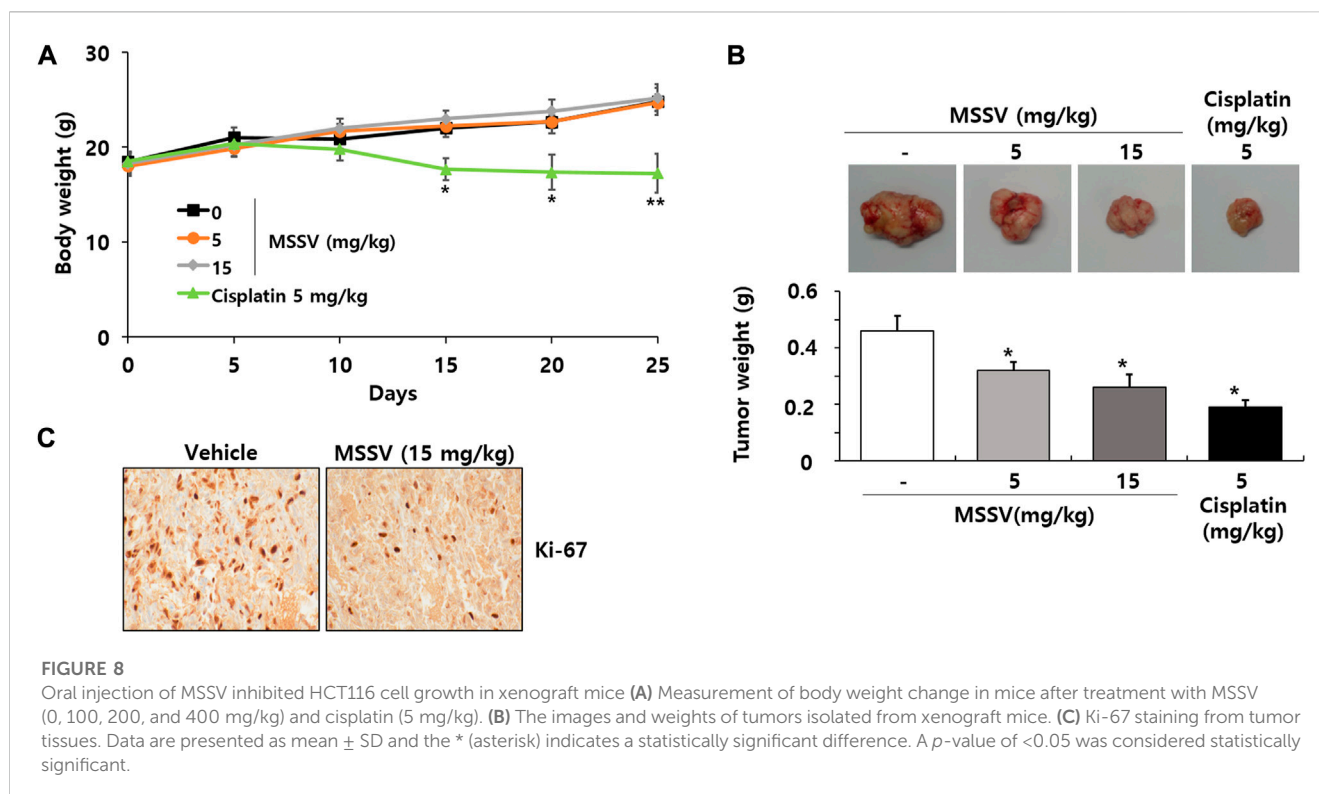 A
30
20
10
0
Body weight (g)
0
5
15
MSSV (mg/kg)
Cisplatin 5 mg/kg
*
*
**
0 5 10 15 20 25
Days
B
MSSV (mg/kg)
Cisplatin
(mg/kg)
- 5 15 5
0.6
0.4
0.2
0
Tumor weight (g)
*
*
*
- 5 15 5
MSSV(mg/kg)
Cisplatin
(mg/kg)
C
Vehicle MSSV (15 mg/kg)
Ki-67
FIGURE 8
Oral injection of MSSV inhibited HCT116 cell growth in xenograft mice (A) Measurement of body weight change in mice after treatment with MSSV
(0, 100, 200, and 400 mg/kg) and cisplatin (5 mg/kg). (B) The images and weights of tumors isolated from xenograft mice. (C) Ki-67 staining from tumor
tissues. Data are presented as mean ± SD and the * (asterisk) indicates a statistically significant difference. A p-value of <0.05 was considered statistically
significant.